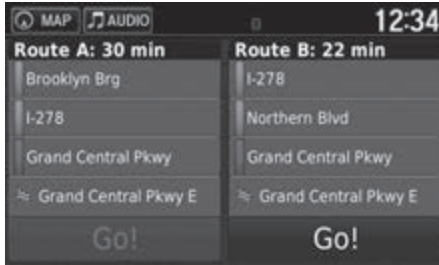 MAP AUDIO 12:34
Route A: 30 min Route B: 22 min
Brooklyn Brg I-278
I-278 Northern Blvd
Grand Central Pkwy Grand Central Pkwy
Grand Central Pkwy E Grand Central Pkwy E
Go! Go!